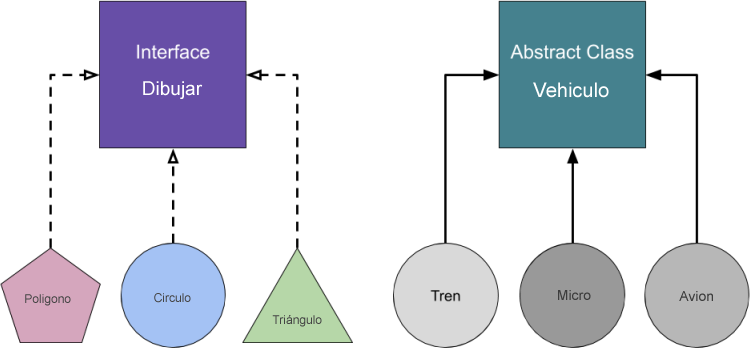 Interface
Dibujar
Poligono
Circulo
Triángulo
Abstract Class
Vehiculo
Tren
Micro
Avion